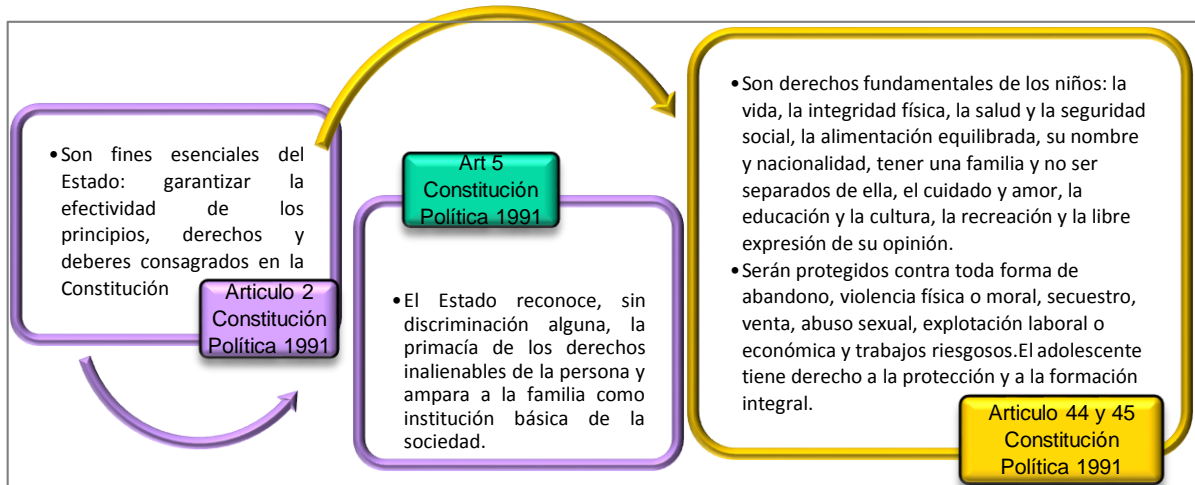 •Son fines esenciales del
Estado: garantizar la
efectividad de los
principios, derechos y
deberes consagrados en la
Constitución
Articulo 2
Constitución
Política 1991
Art 5
Constitución
Política 1991
•El Estado reconoce, sin
discriminación alguna, la
primacía de los derechos
inalienables de la persona y
ampara a la familia como
institución básica de la
sociedad.
•Son derechos fundamentales de los niños: la
vida, la integridad física, la salud y la seguridad
social, la alimentación equilibrada, su nombre
y nacionalidad, tener una familia y no ser
separados de ella, el cuidado y amor, la
educación y la cultura, la recreación y la libre
expresión de su opinión.
•Serán protegidos contra toda forma de
abandono, violencia física o moral, secuestro,
venta, abuso sexual, explotación laboral o
económica y trabajos riesgosos.El adolescente
tiene derecho a la protección y a la formación
integral.
Articulo 44 y 45
Constitución
Política 1991